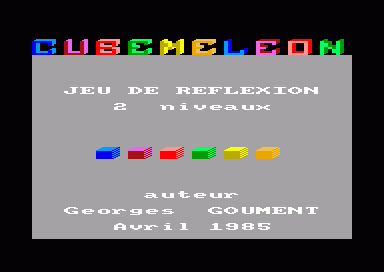 CUBEMELEON
JEU DE REFLEXION
2 niveaux
auteur
Georges GOUMENT
Avril 1985